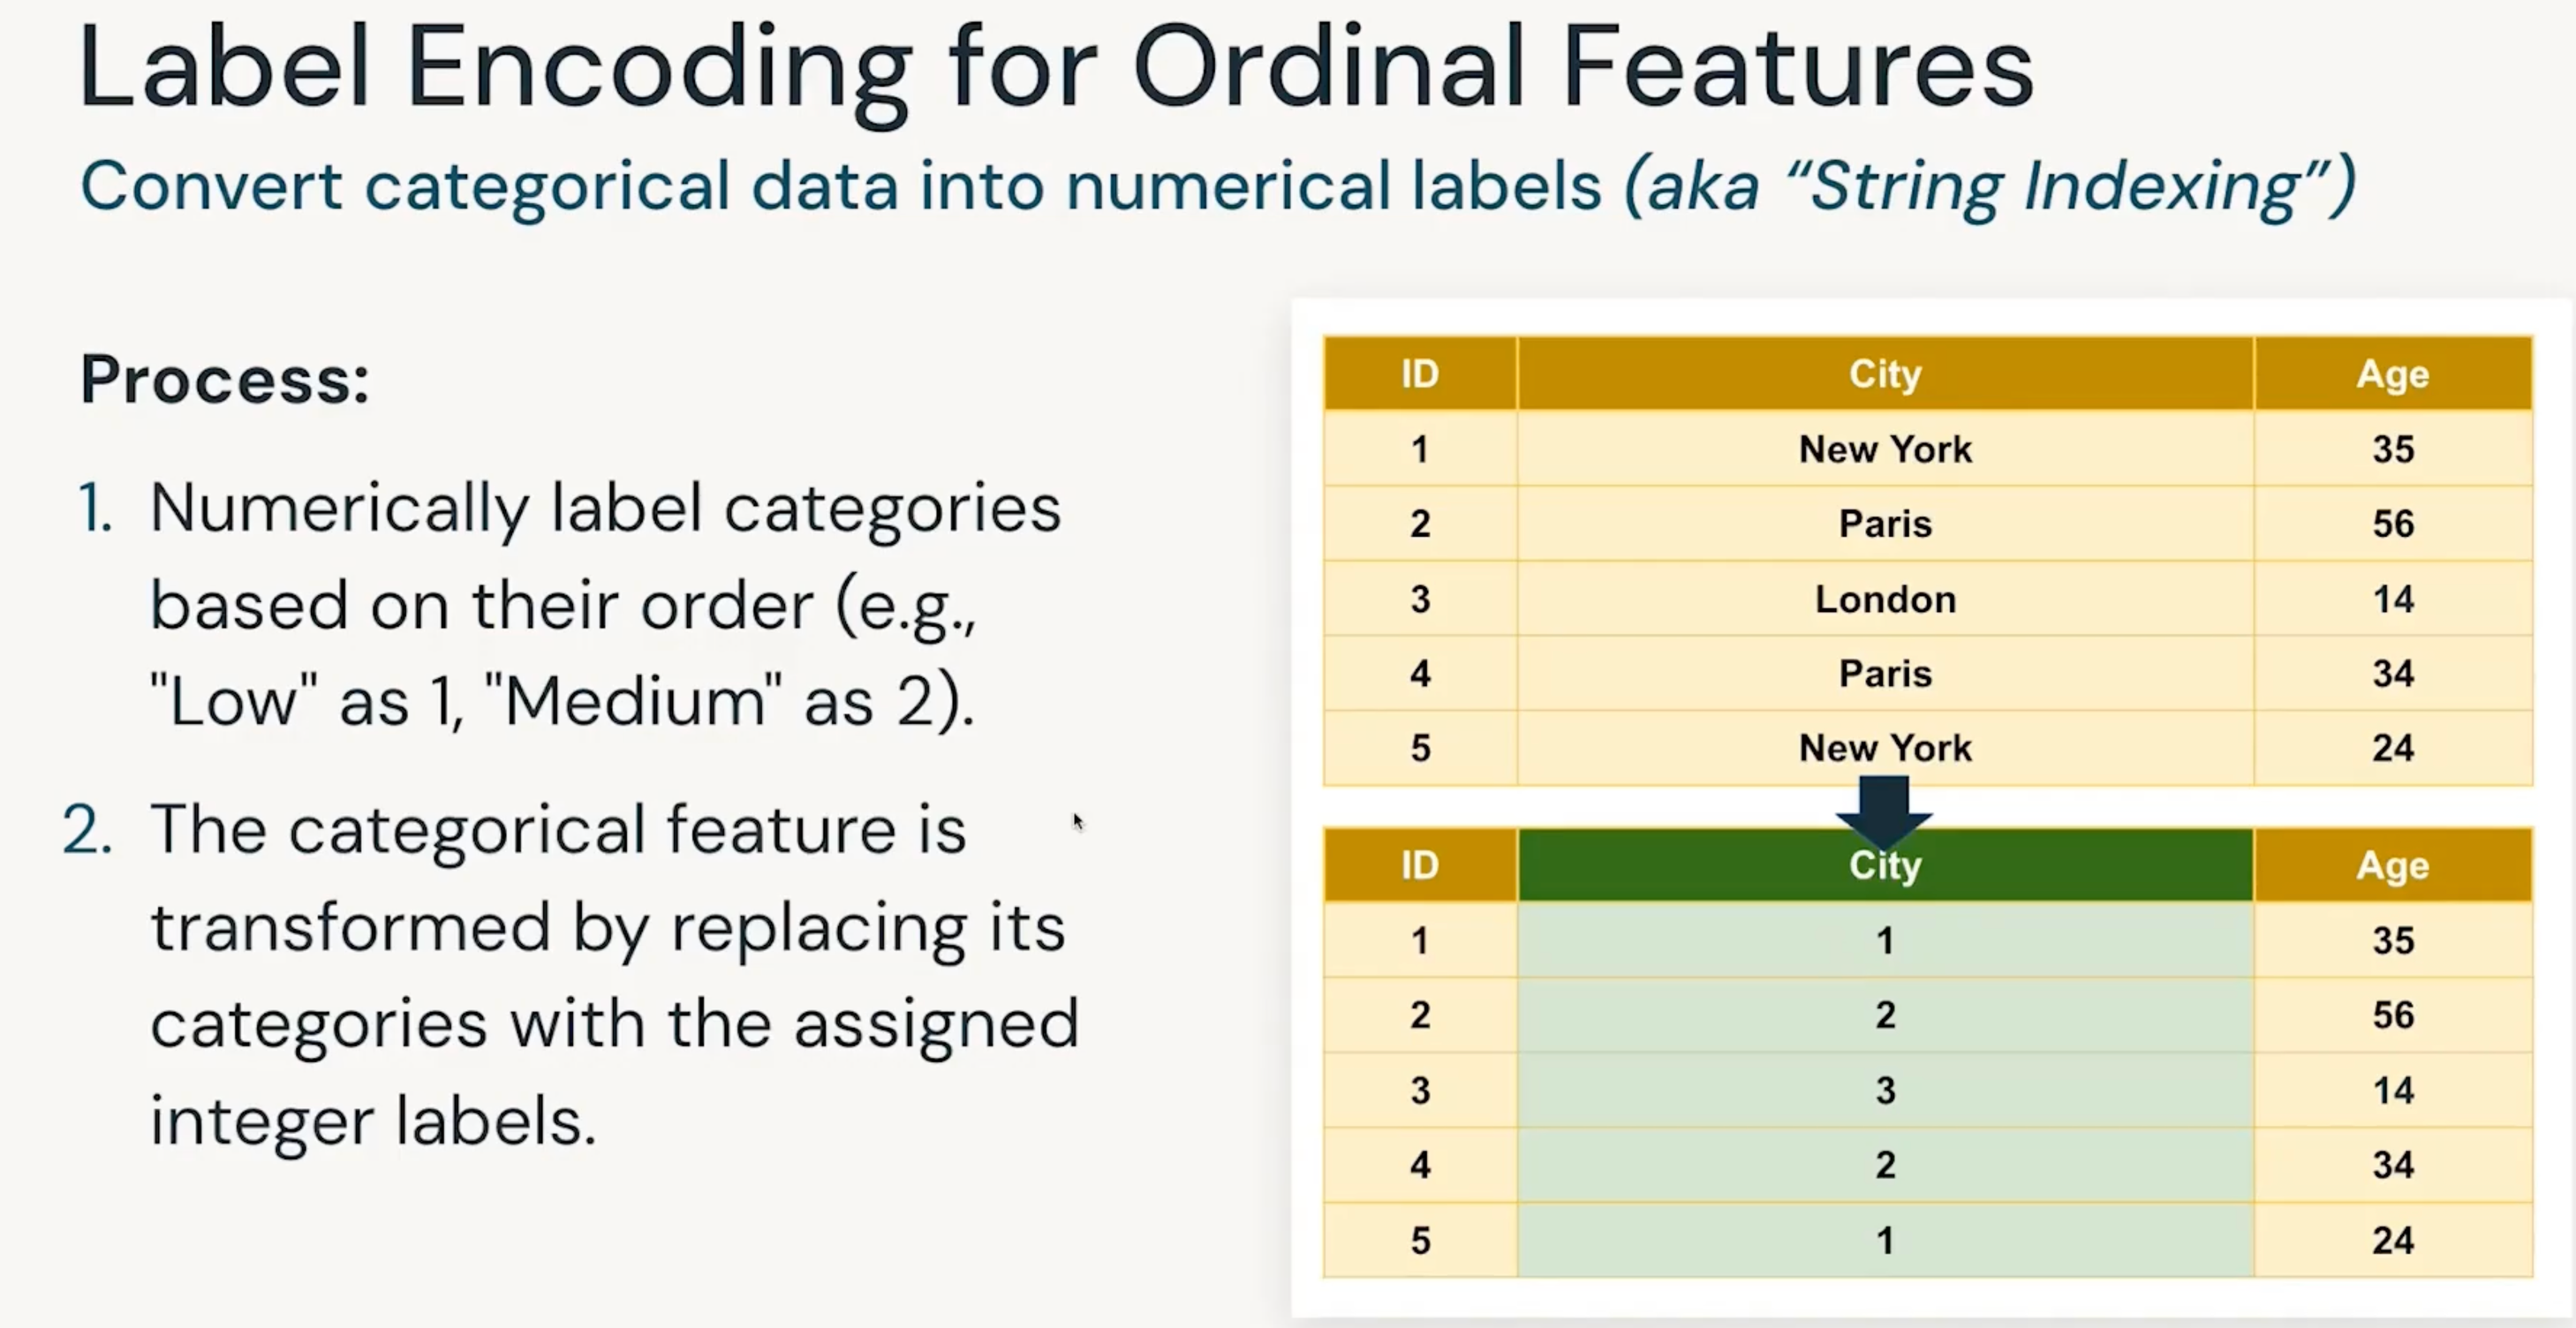 Label Encoding for Ordinal Features
Convert categorical data into numerical labels (aka “String Indexing”)
Process:
1. Numerically label categories
based on their order (e.g.,
"Low" as 1, "Medium" as 2).
2. The categorical feature is
transformed by replacing its
categories with the assigned
integer labels.
ID City Age
1 New York 35
2 Paris 56
3 London 14
4 Paris 34
5 New York 24
ID City Age
1 1 35
2 2 56
3 3 14
4 2 34
5 1 24